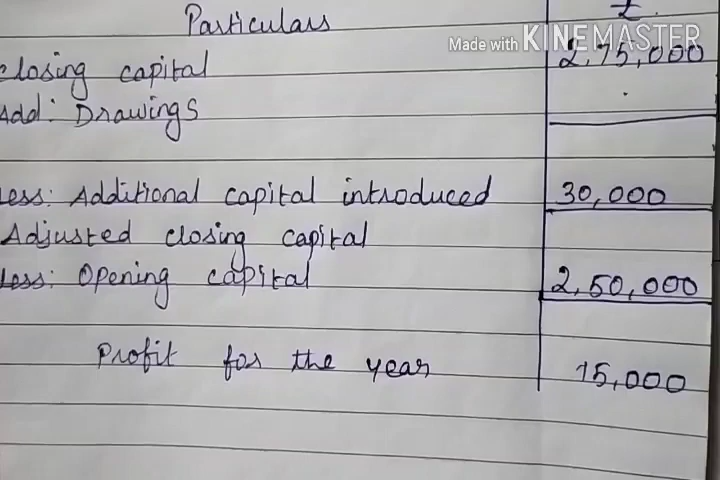 Particulars ₹.
Made with KINEMASTER
closing capital 2,75,000
Add: Drawings
Less: Additional capital introduced 30,000
Adjusted closing capital
Less: Opening capital 2,50,000
Profit for the year 15,000